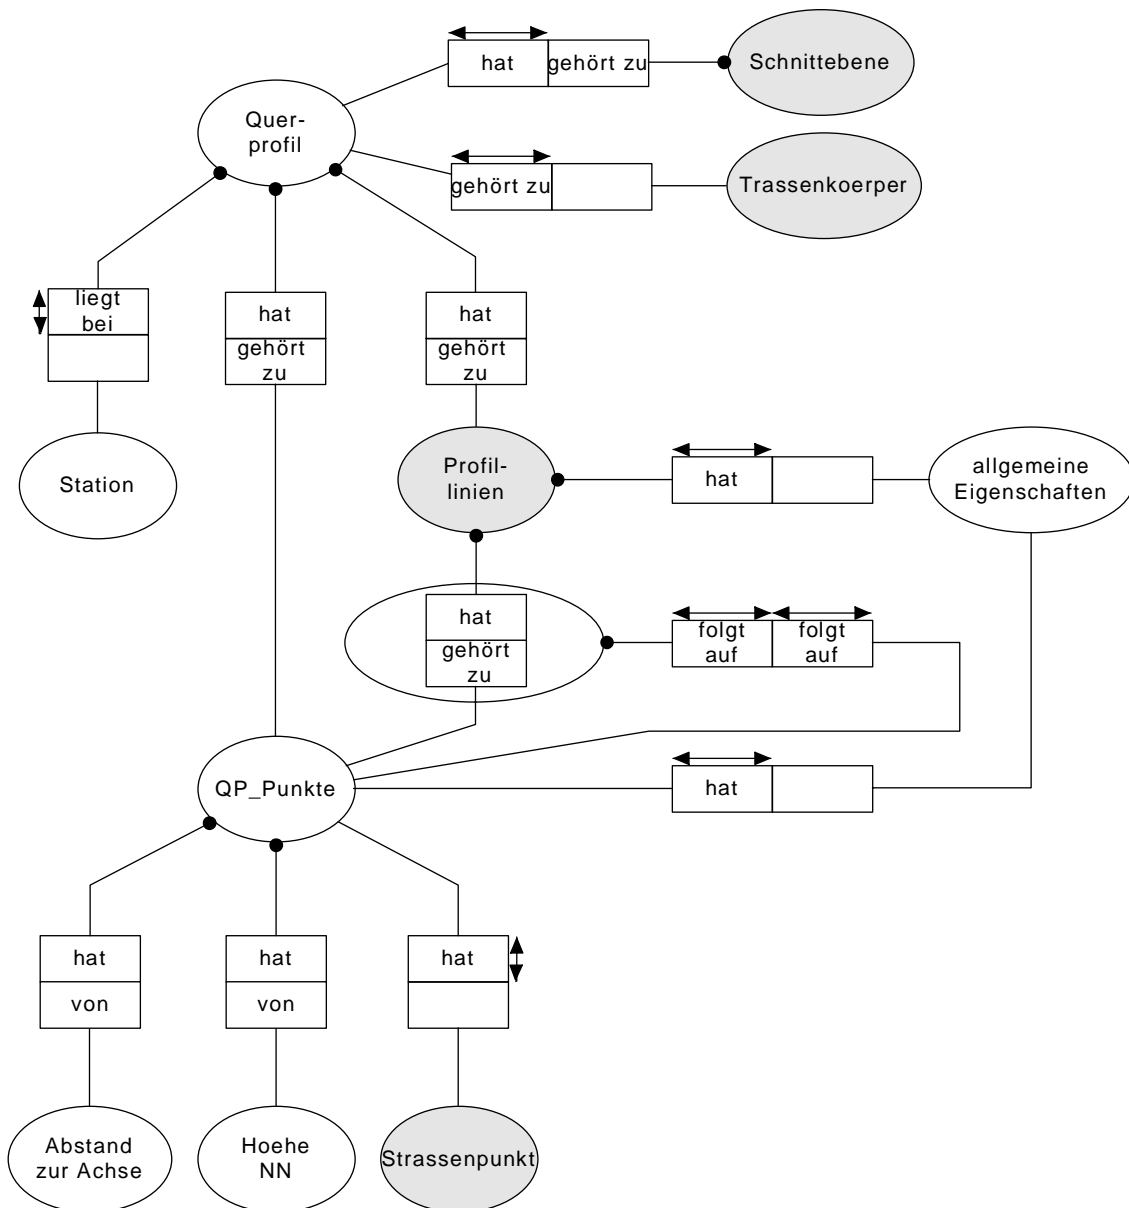 hat
gehört zu
Schnittebene
Quer-
profil
gehört zu
Trassenkoerper
liegt
bei
hat
gehört
zu
hat
gehört
zu
Station
Profil-
linien
hat
allgemeine
Eigenschaften
hat
gehört
zu
folgt
auf
folgt
auf
QP_Punkte
hat
hat
von
hat
von
hat
Abstand
zur Achse
Hoehe
NN
Strassenpunkt